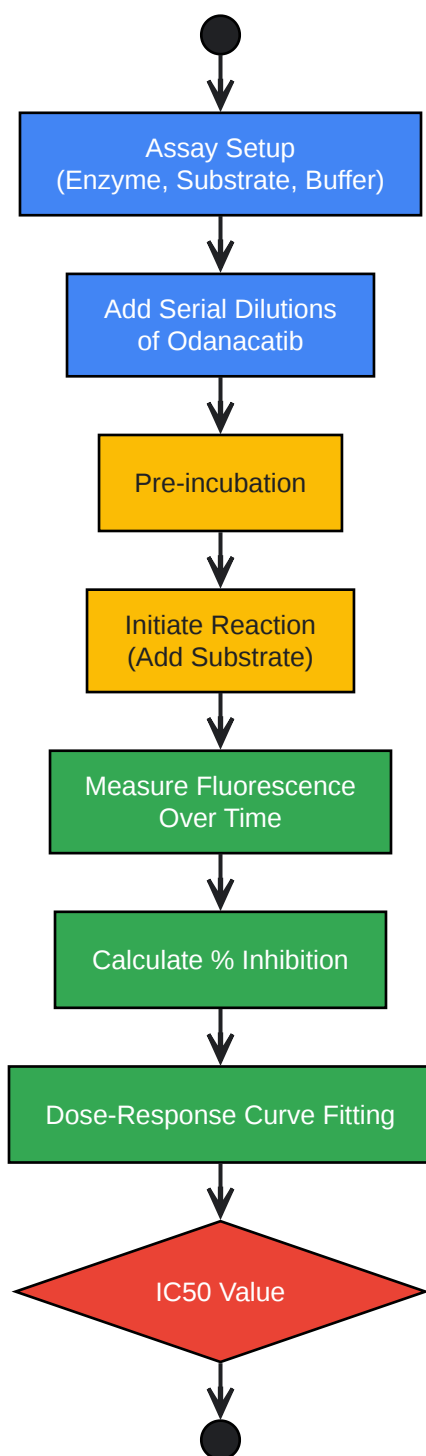 Assay Setup
(Enzyme, Substrate, Buffer)
Add Serial Dilutions
of Odanacatib
Pre-incubation
Initiate Reaction
(Add Substrate)
Measure Fluorescence
Over Time
Calculate % Inhibition
Dose-Response Curve Fitting
IC50 Value